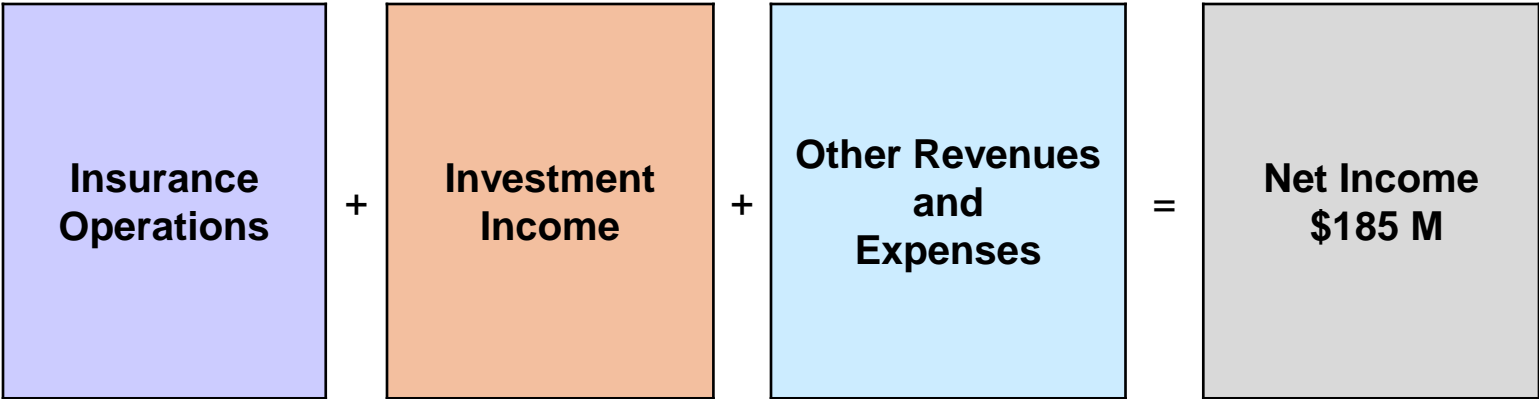 Insurance
Operations
+
Investment
Income
+
Other Revenues
and
Expenses
=
Net Income
$185 M